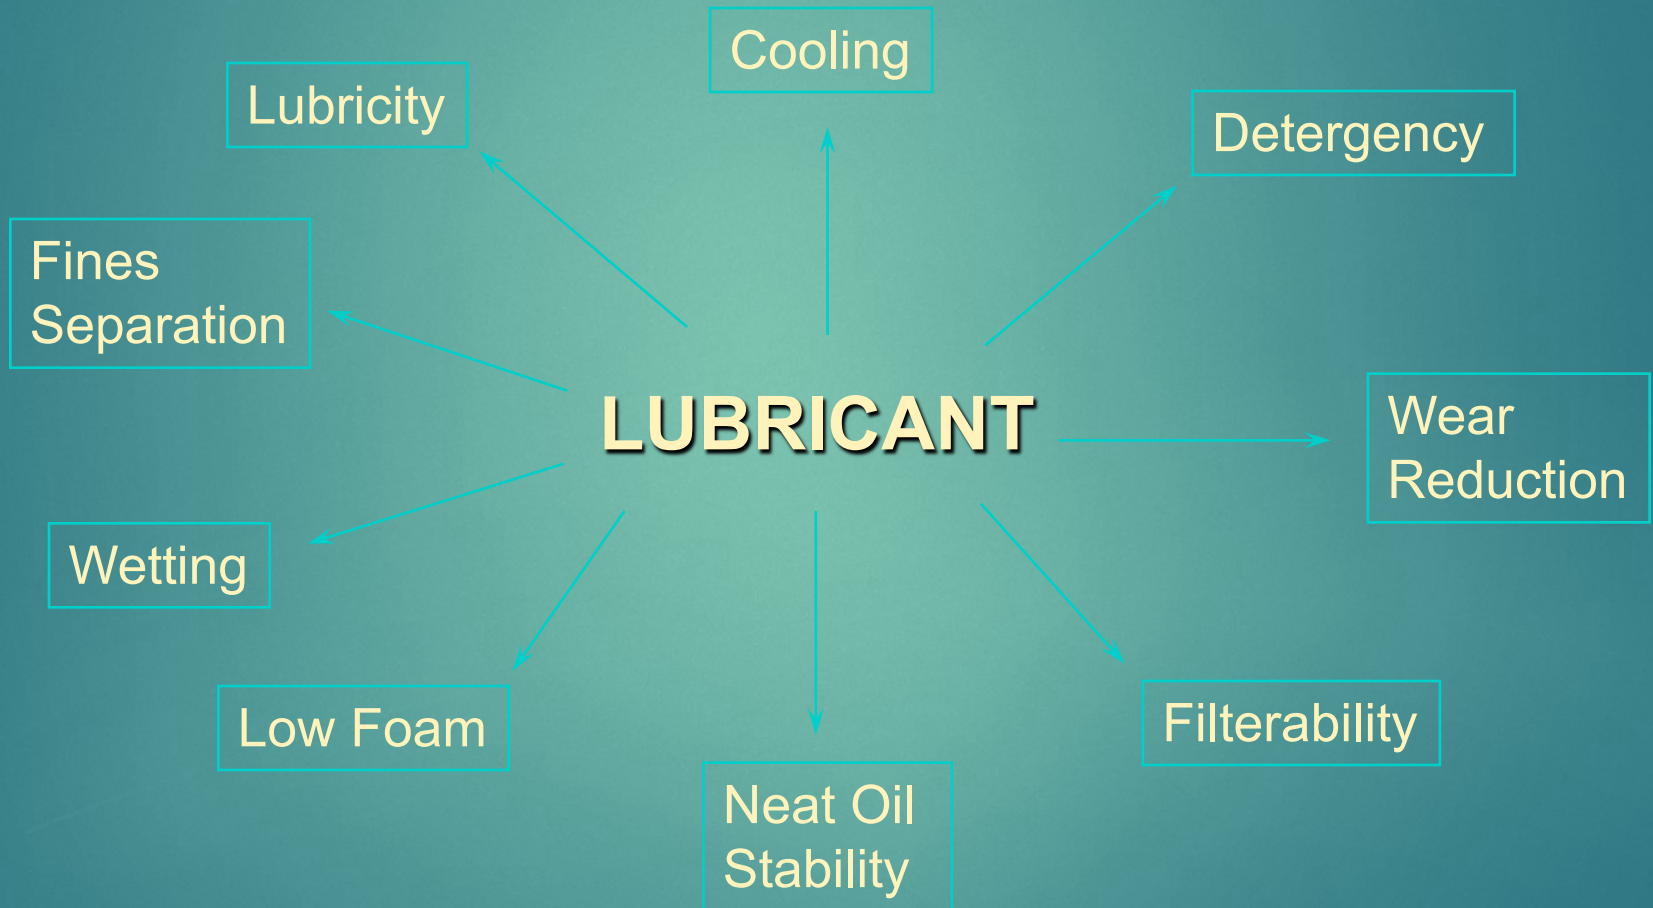 Cooling
Lubricity
Detergency
Fines
Separation
LUBRICANT
Wear
Reduction
Wetting
Low Foam
Filterability
Neat Oil
Stability